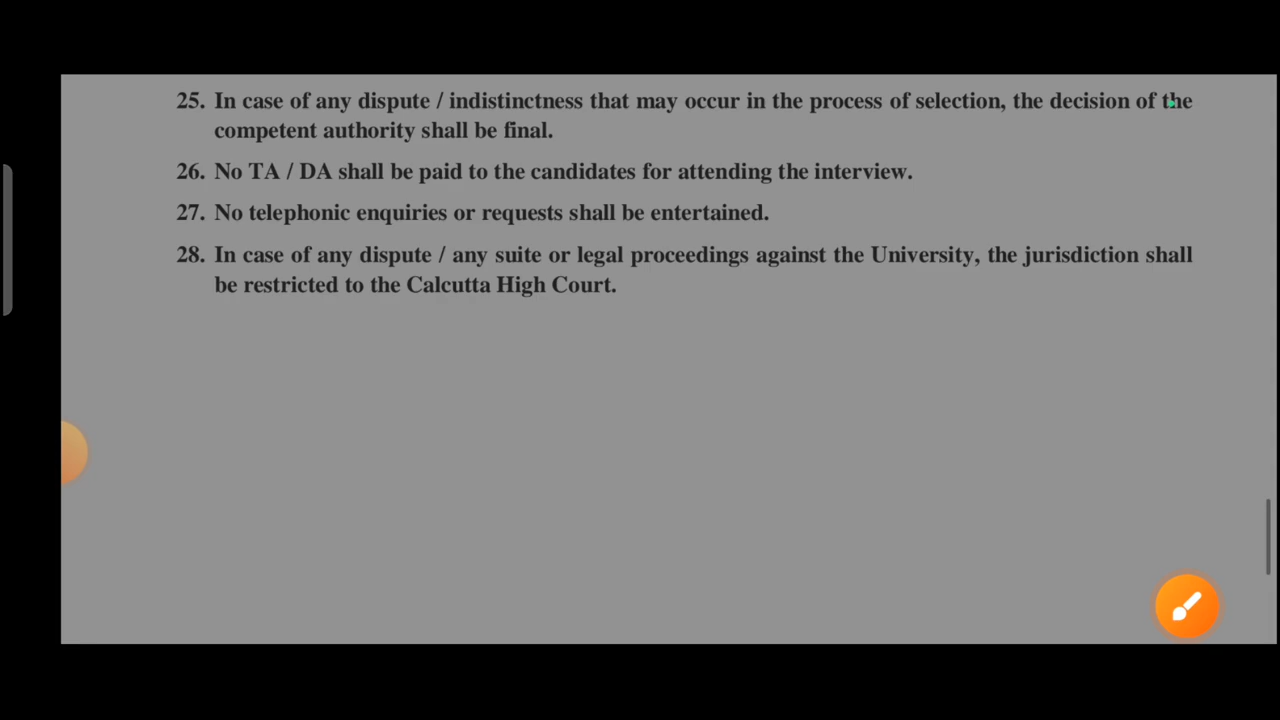 25. In case of any dispute / indistinctness that may occur in the process of selection, the decision of the
competent authority shall be final.
26. No TA / DA shall be paid to the candidates for attending the interview.
27. No telephonic enquiries or requests shall be entertained.
28. In case of any dispute / any suite or legal proceedings against the University, the jurisdiction shall
be restricted to the Calcutta High Court.